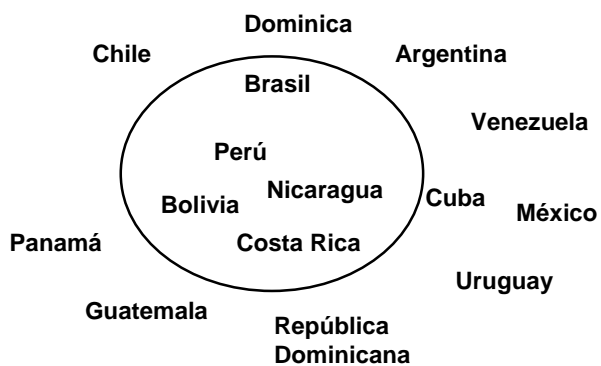 Dominica
Chile
Argentina
Brasil
Venezuela
Perú
Nicaragua
Bolivia
Cuba
México
Panamá
Costa Rica
Uruguay
Guatemala
República
Dominicana